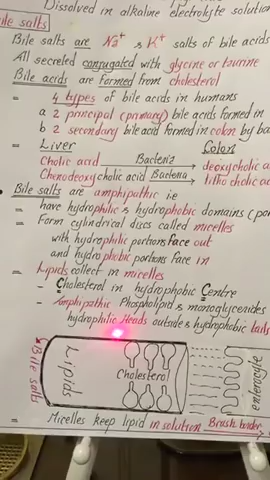 Dissolved in alkaline electrolyte solution
Bile salts
Bile salts are Na+ & K+ salts of bile acids
All secreted conjugated with glycine or taurine
Bile acids are formed from cholesterol
= 4 types of bile acids in humans
a 2 principal (primary) bile acids formed in
b 2 secondary bile acid formed in colon by ba
= Liver Colon
Cholic acid Bacteria deoxycholic a
Chenodeoxycholic acid Bacteria litho cholic ac
• Bile salts are amphipathic ie
= have hydrophilic & hydrophobic domains (po
= Form cylindrical discs called micelles
with hydrophilic portions face out
and hydrophobic portions face in
= Lipids collect in micelles
- Cholesterol in hydrophobic Centre
- Amphipathic Phospholipid & monoglycerides
hydrophilic Heads outside & hydrophobic tails
Bile salts
Lipids
Cholesterol
enterocyte
= Micelles keep lipid in solution Brush border